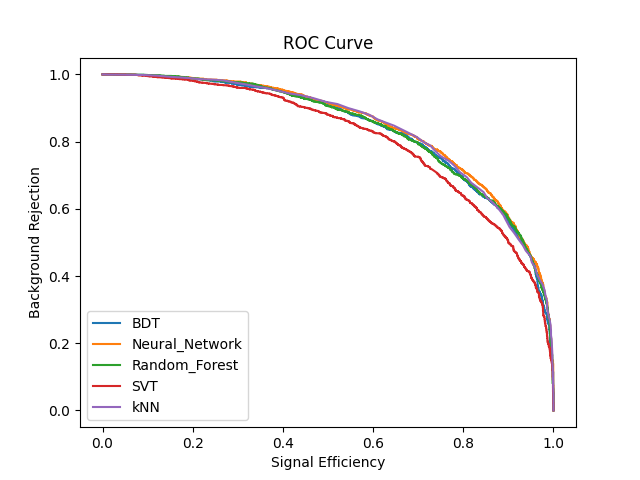 ROC Curve
1.0
0.8
0.6
0.4
0.2
0.0
Background Rejection
BDT
Neural_Network
Random_Forest
SVT
kNN
0.0 0.2 0.4 0.6 0.8 1.0
Signal Efficiency